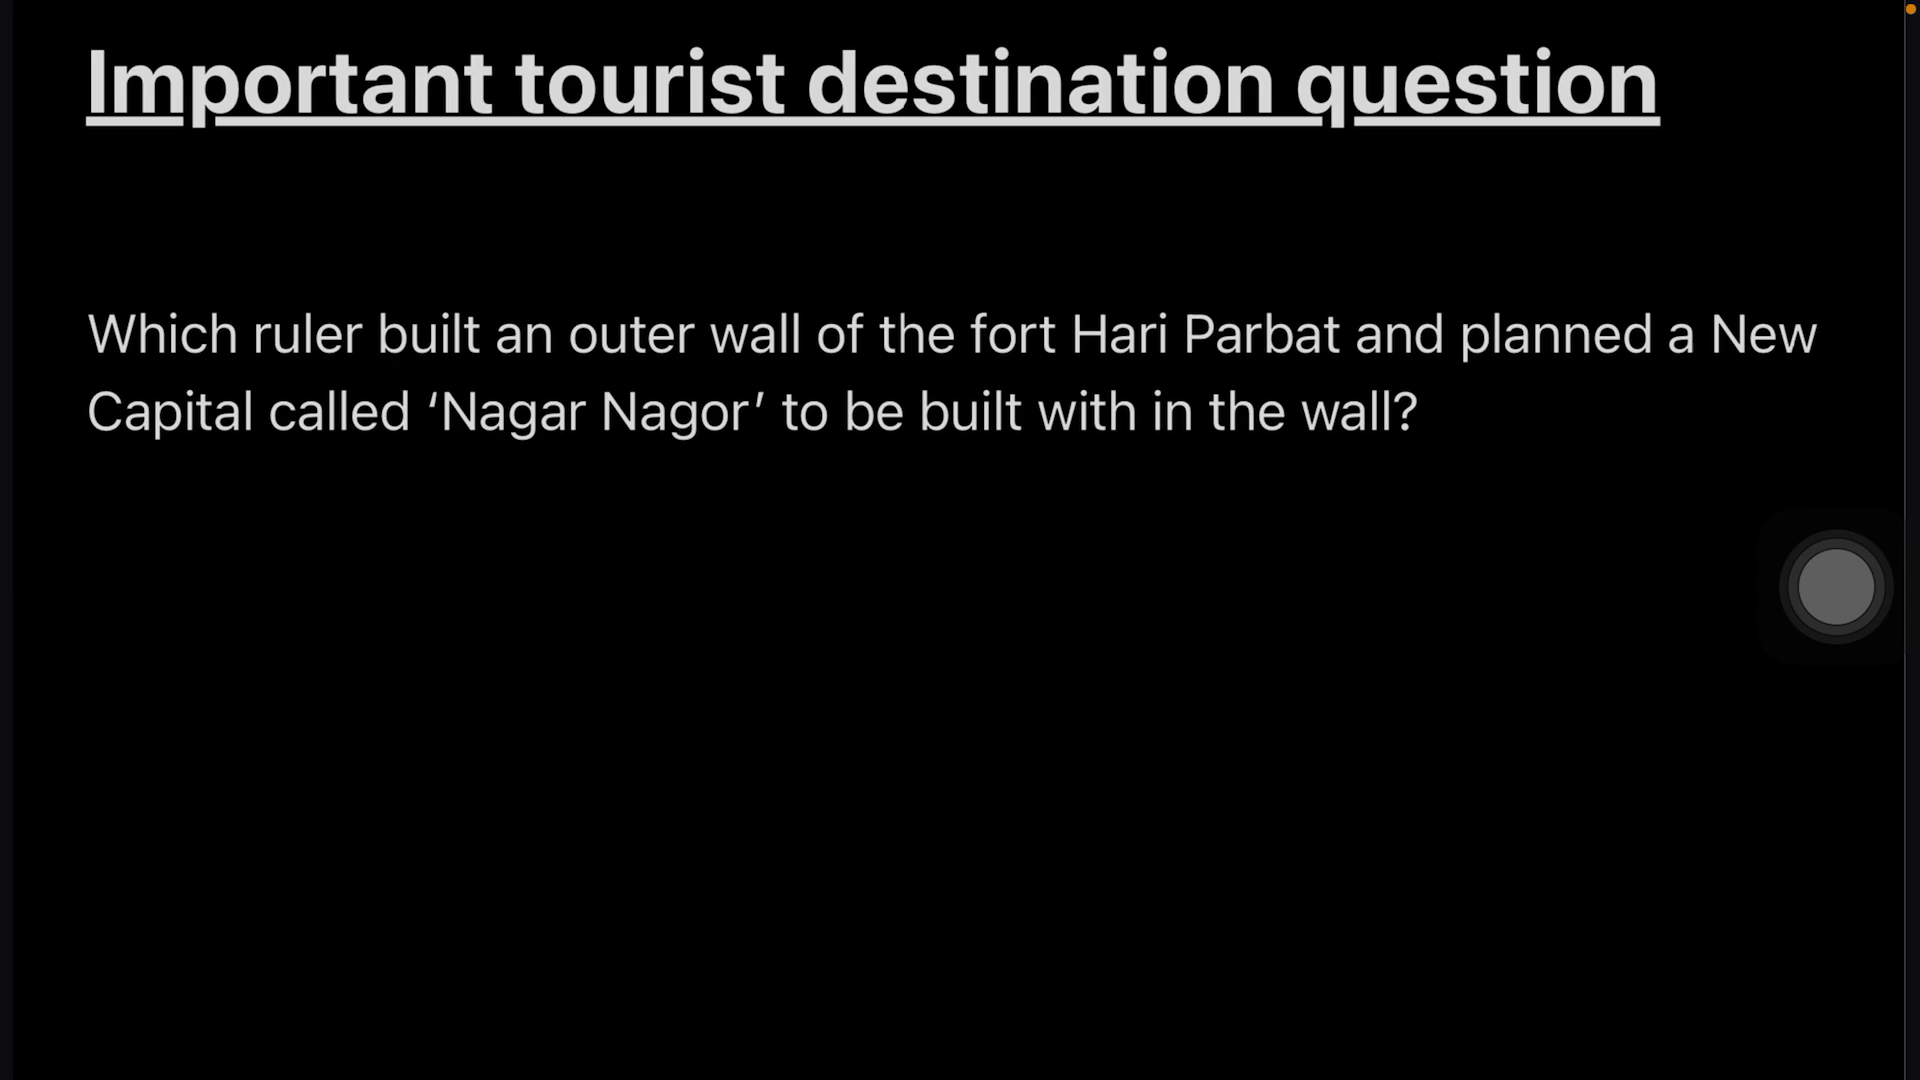 Important tourist destination question
Which ruler built an outer wall of the fort Hari Parbat and planned a New
Capital called ‘Nagar Nagor’ to be built with in the wall?